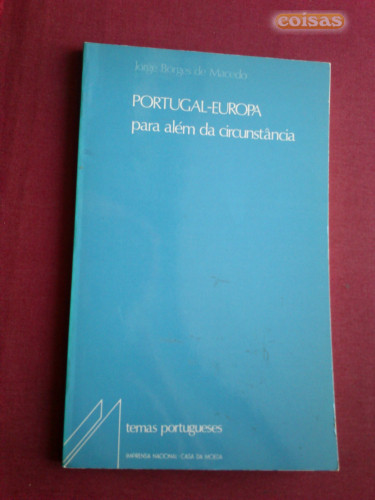 coisas
Jorge Borges de Macedo
PORTUGAL-EUROPA
para além da circunstância
temas portugueses
IMPRENSA NACIONAL-CASA DA MOEDA